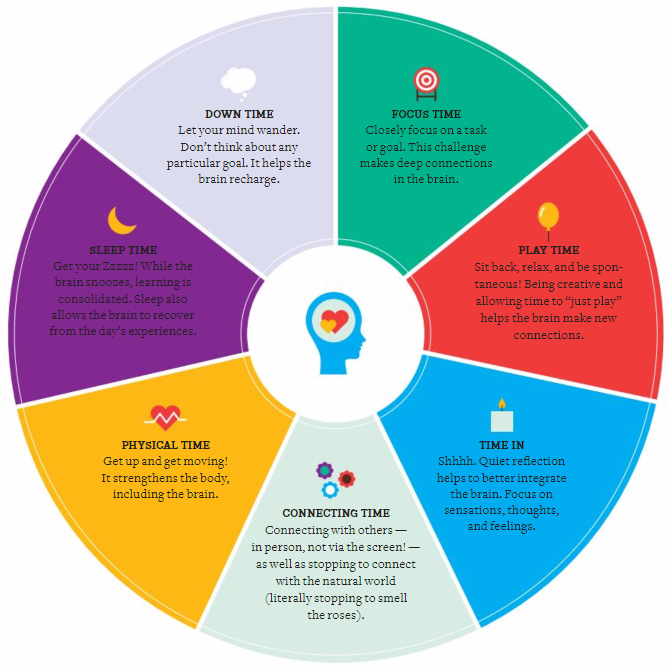 DOWN TIME
Let your mind wander.
Don't think about any
particular goal. It helps the
brain recharge.
FOCUS TIME
Closely focus on a task
or goal. This challenge
makes deep connections
in the brain.
PLAY TIME
Sit back, relax, and be spon-
taneous! Being creative and
allowing time to “just play”
helps the brain make new
connections.
TIME IN
Shhhh. Quiet reflection
helps to better integrate
the brain. Focus on
sensations, thoughts,
and feelings.
CONNECTING TIME
Connecting with others —
in person, not via the screen! —
as well as stopping to connect
with the natural world
(literally stopping to smell
the roses).
PHYSICAL TIME
Get up and get moving!
It strengthens the body,
including the brain.
SLEEP TIME
Get your Zzzzz! While the
brain snoozes, learning is
consolidated. Sleep also
allows the brain to recover
from the day's experiences.